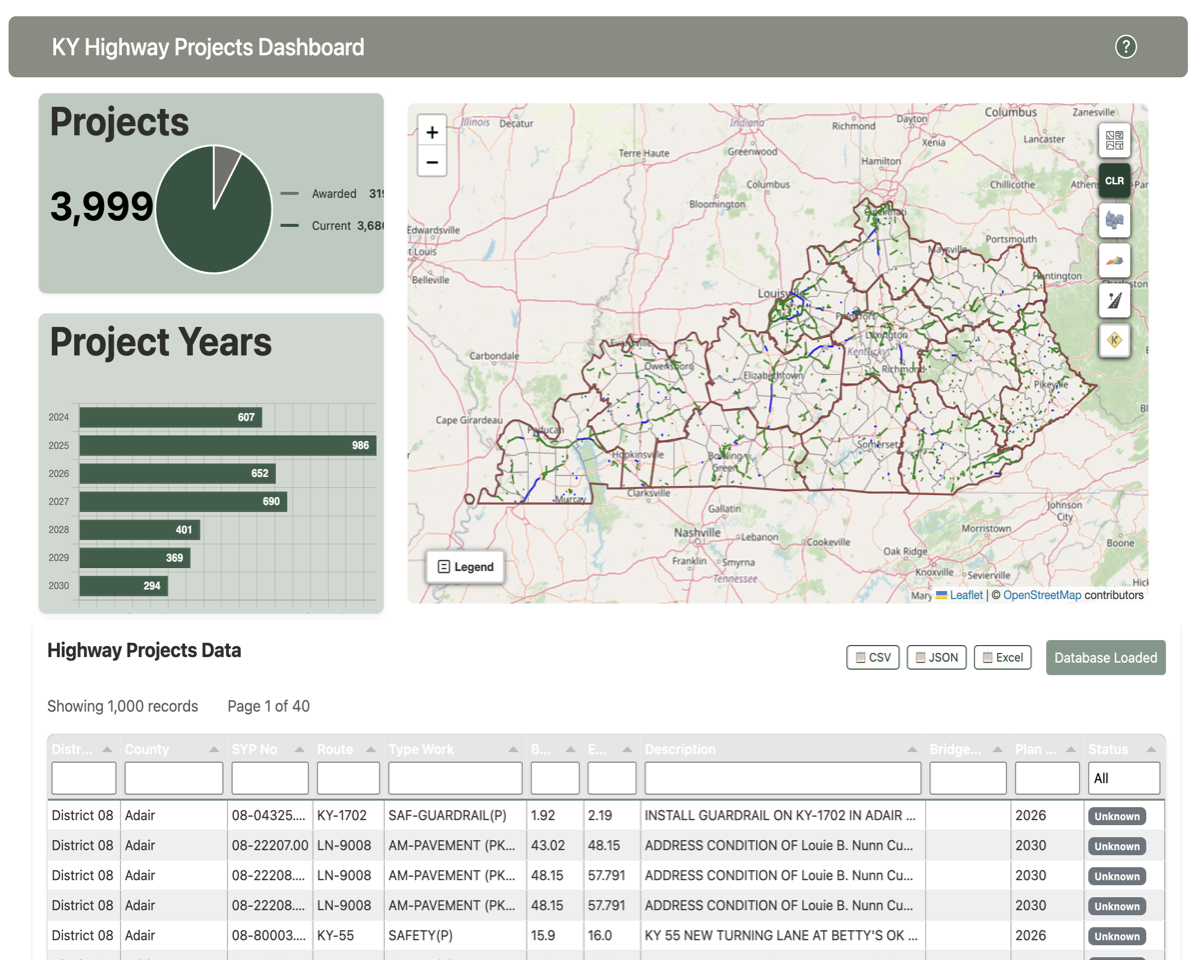 KY Highway Projects Dashboard
?
Projects
3,999
Awarded 319
Current 3,680
Project Years
2024 607
2025 986
2026 652
2027 690
2028 401
2029 369
2030 294
+
−
CLR
K
Illinois
Decatur
Indiana
Richmond
Dayton
Columbus
Zanesville
Xenia
Lancaster
Terre Haute
Greenwood
Hamilton
Columbus
Chillicothe
Athens
Par
Bloomington
Cincinnati
Edwardsville
t Louis
Belleville
Maysville
Portsmouth
Huntington
Charleston
Louisville
Frankfort
Lexington
Kentucky
Richmond
Evansville
Owensboro
Elizabethtown
Pikeville
Carbondale
Cape Girardeau
Paducah
Hopkinsville
Bowling
Green
Somerset
Murray
Clarksville
Gallatin
Nashville
Lebanon
Cookeville
Franklin
Smyrna
Tennessee
Oak Ridge
Knoxville
Sevierville
Morristown
Johnson
City
Boone
Bl
Hick
Mary
Legend
Leaflet | © OpenStreetMap contributors
Highway Projects Data
CSV JSON Excel Database Loaded
Showing 1,000 records Page 1 of 40
Distr... County SYP No Route Type Work B... E... Description Bridge... Plan ... Status
All
District 08 Adair 08-04325.... KY-1702 SAF-GUARDRAIL(P) 1.92 2.19 INSTALL GUARDRAIL ON KY-1702 IN ADAIR ... 2026 Unknown
District 08 Adair 08-22207.00 LN-9008 AM-PAVEMENT (PK... 43.02 48.15 ADDRESS CONDITION OF Louie B. Nunn Cu... 2030 Unknown
District 08 Adair 08-22208.... LN-9008 AM-PAVEMENT (PK... 48.15 57.791 ADDRESS CONDITION OF Louie B. Nunn Cu... 2030 Unknown
District 08 Adair 08-22208.... LN-9008 AM-PAVEMENT (PK... 48.15 57.791 ADDRESS CONDITION OF Louie B. Nunn Cu... 2030 Unknown
District 08 Adair 08-80003.... KY-55 SAFETY(P) 15.9 16.0 KY 55 NEW TURNING LANE AT BETTY'S OK ... 2026 Unknown